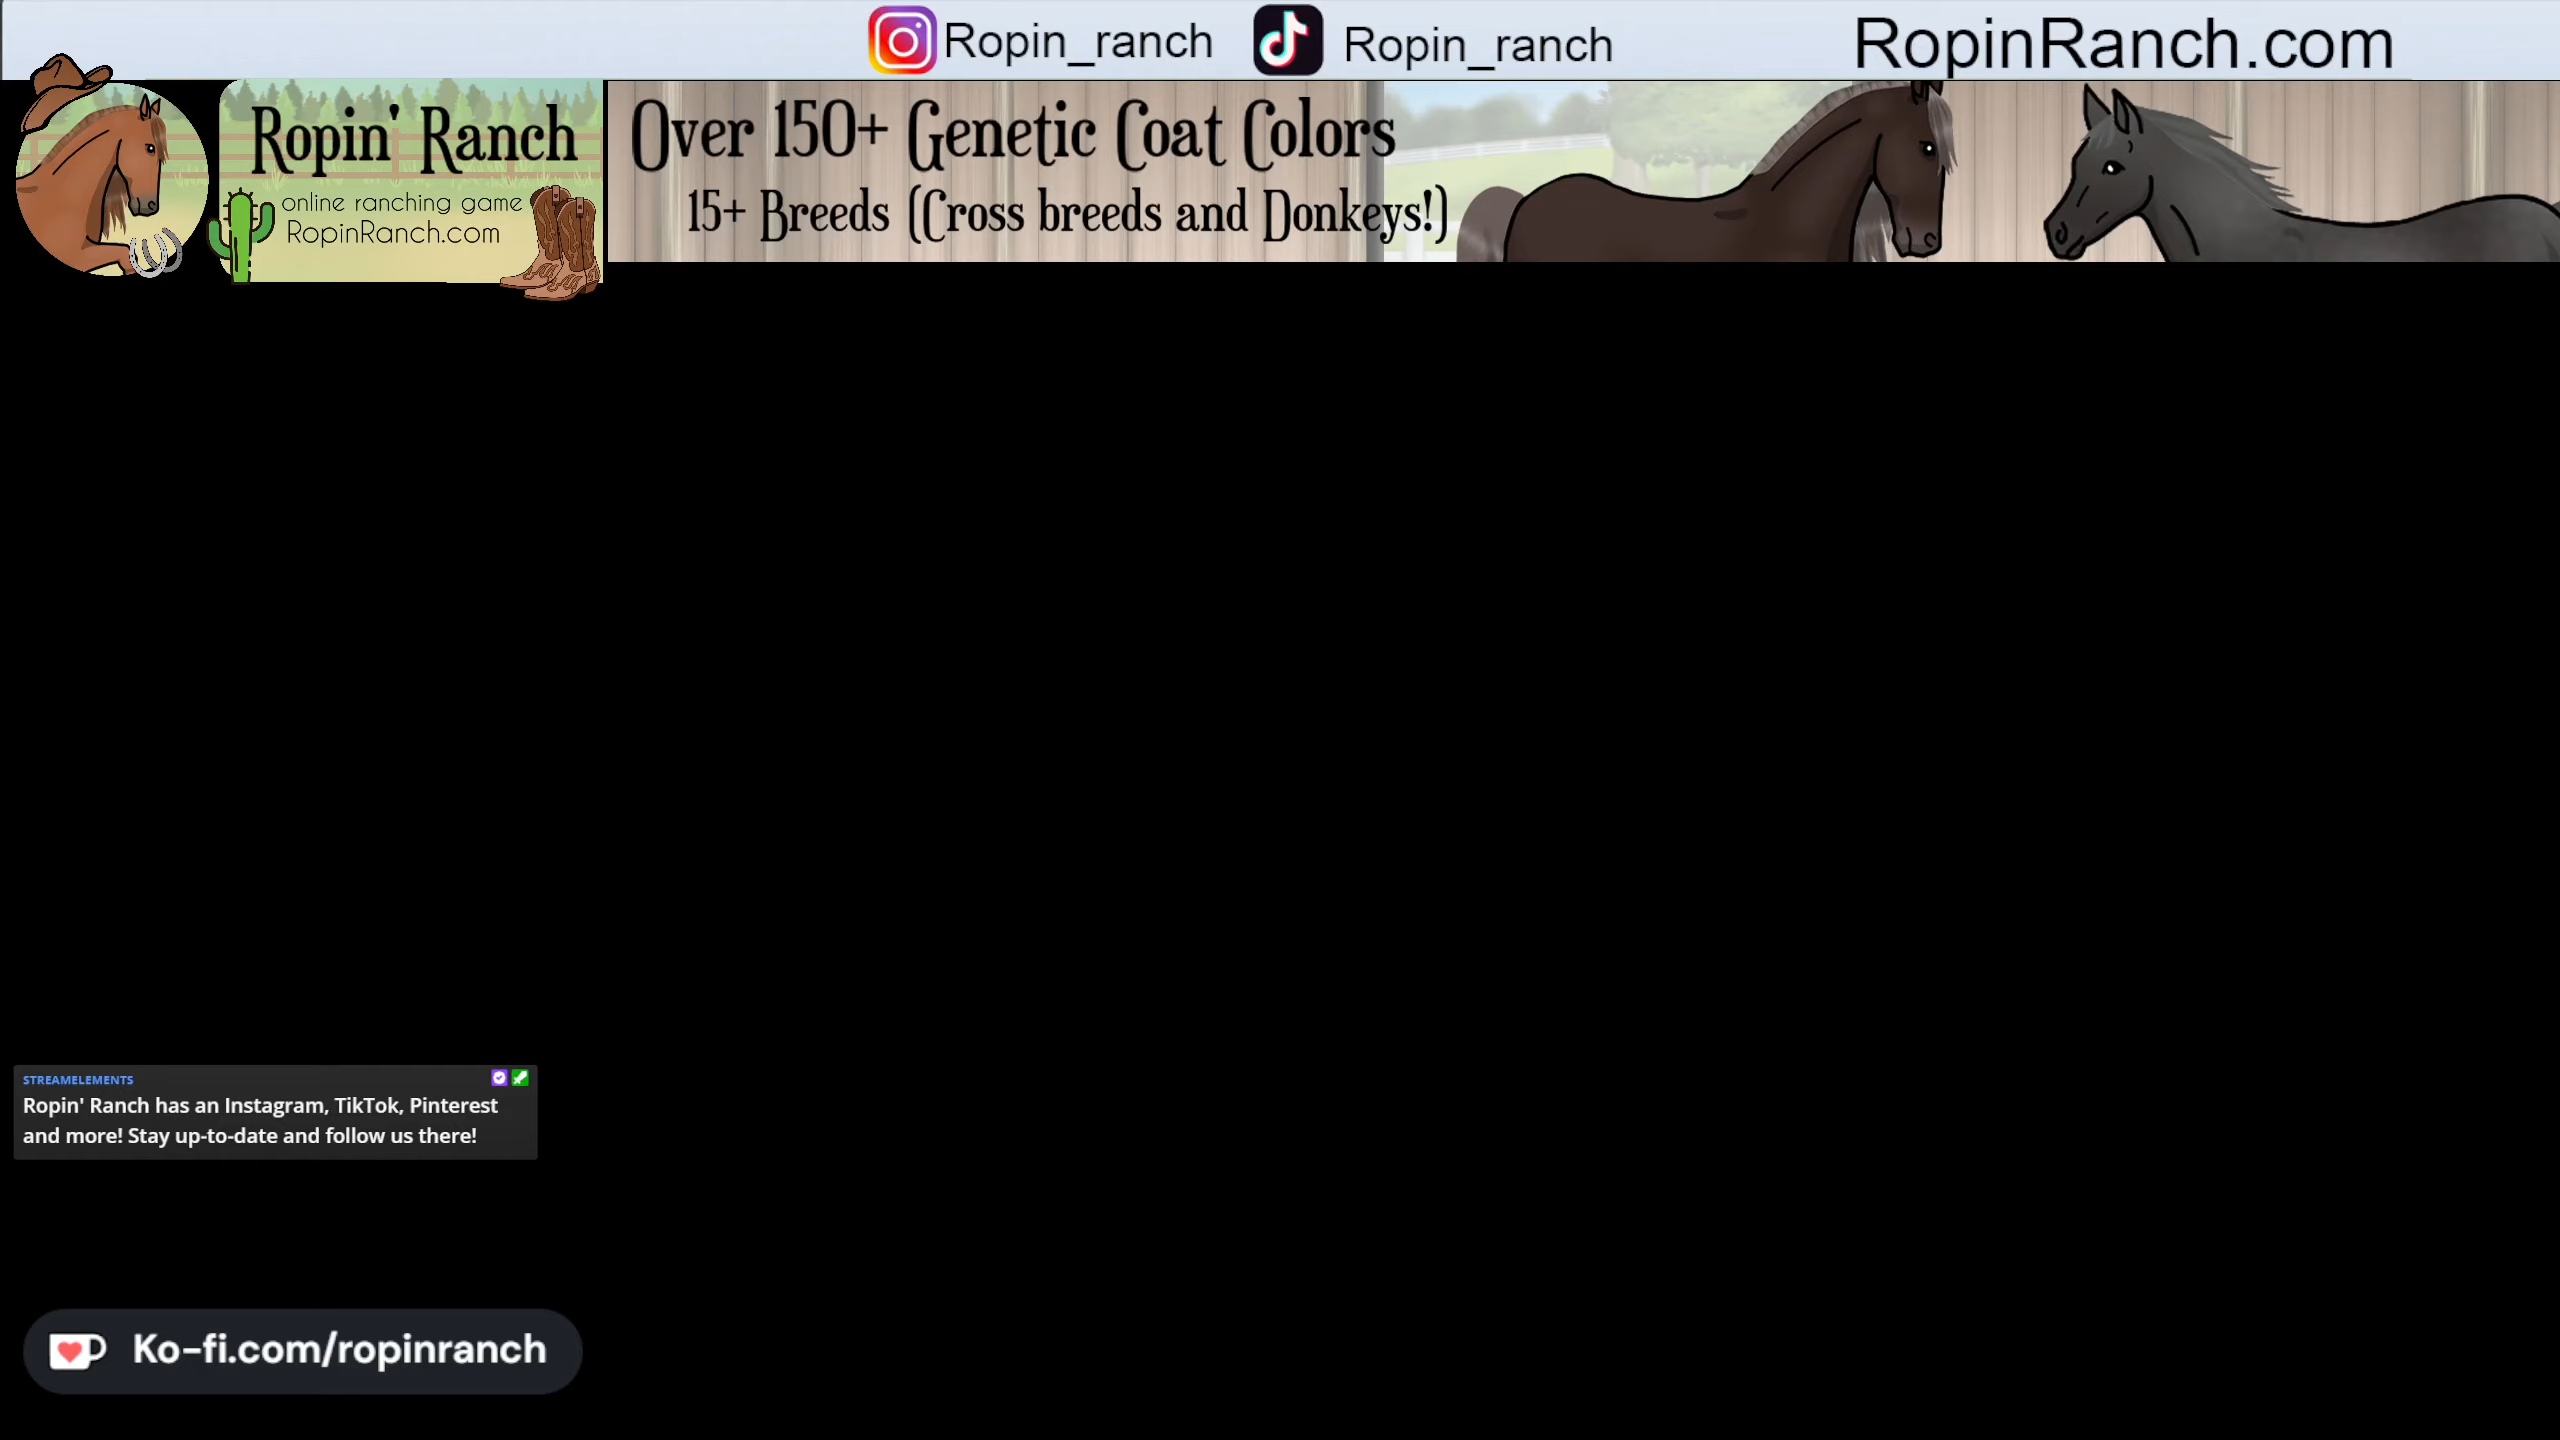 Ropin_ranch
Ropin_ranch
RopinRanch.com
Ropin' Ranch
online ranching game
RopinRanch.com
Over 150+ Genetic Coat Colors
15+ Breeds (Cross breeds and Donkeys!)
STREAMELEMENTS
Ropin' Ranch has an Instagram, TikTok, Pinterest
and more! Stay up-to-date and follow us there!
Ko-fi.com/ropinranch